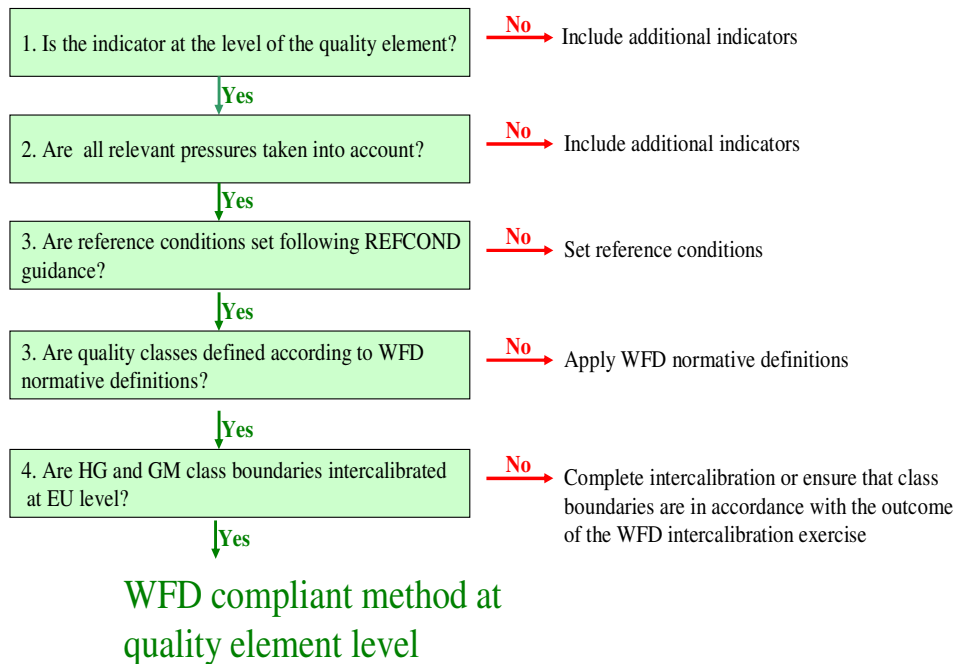 1. Is the indicator at the level of the quality element?
No
Include additional indicators
Yes
2. Are all relevant pressures taken into account?
No
Include additional indicators
Yes
3. Are reference conditions set following REFCOND
guidance?
No
Set reference conditions
Yes
3. Are quality classes defined according to WFD
normative definitions?
No
Apply WFD normative definitions
Yes
4. Are HG and GM class boundaries intercalibrated
at EU level?
No
Complete intercalibration or ensure that class
boundaries are in accordance with the outcome
of the WFD intercalibration exercise
Yes
WFD compliant method at
quality element level